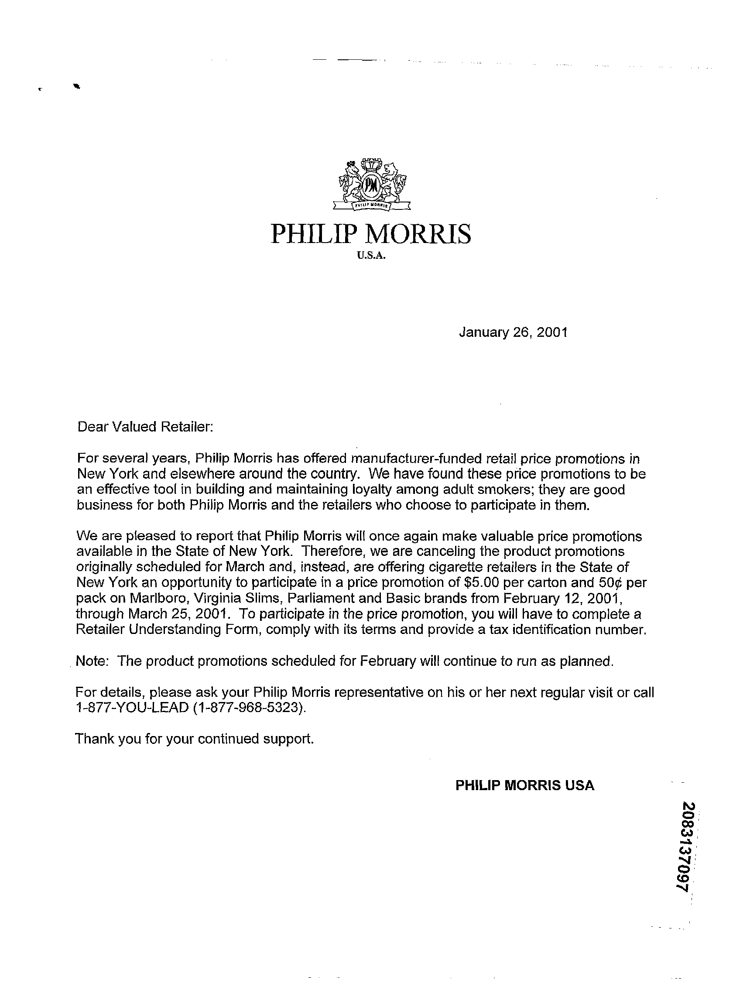 PM
PHILIP MORRIS
PHILIP MORRIS
U.S.A.
January 26, 2001
Dear Valued Retailer:
For several years, Philip Morris has offered manufacturer-funded retail price promotions in
New York and elsewhere around the country.  We have found these price promotions to be
an effective tool in building and maintaining loyalty among adult smokers; they are good
business for both Philip Morris and the retailers who choose to participate in them.
We are pleased to report that Philip Morris will once again make valuable price promotions
available in the State of New York.  Therefore, we are canceling the product promotions
originally scheduled for March and, instead, are offering cigarette retailers in the State of
New York an opportunity to participate in a price promotion of $5.00 per carton and 50¢ per
pack on Marlboro, Virginia Slims, Parliament and Basic brands from February 12, 2001,
through March 25, 2001.  To participate in the price promotion, you will have to complete a
Retailer Understanding Form, comply with its terms and provide a tax identification number.
Note:  The product promotions scheduled for February will continue to run as planned.
For details, please ask your Philip Morris representative on his or her next regular visit or call
1-877-YOU-LEAD (1-877-968-5323).
Thank you for your continued support.
PHILIP MORRIS USA
2083137097